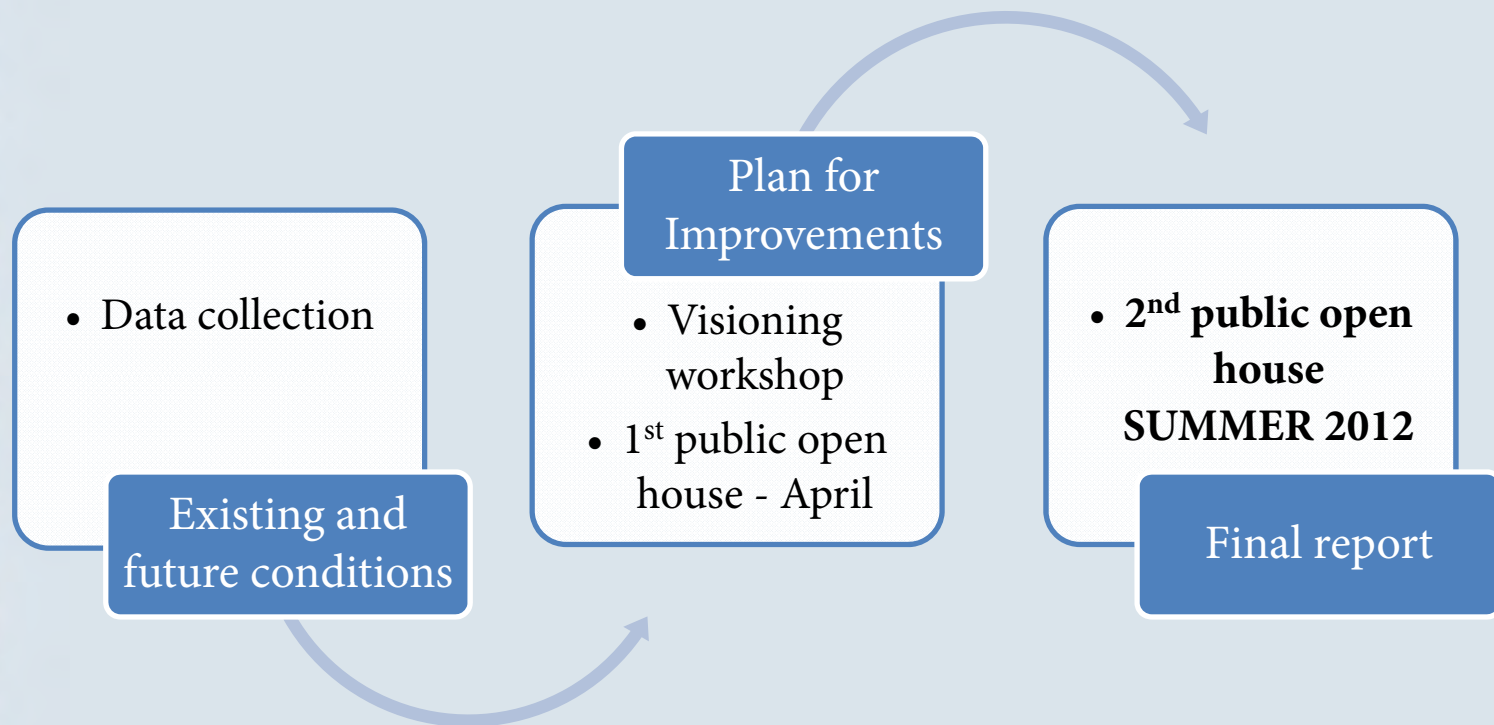 • Data collection
Existing and
future conditions
Plan for
Improvements
• Visioning
workshop
• 1st public open
house - April
• 2nd public open
house
SUMMER 2012
Final report